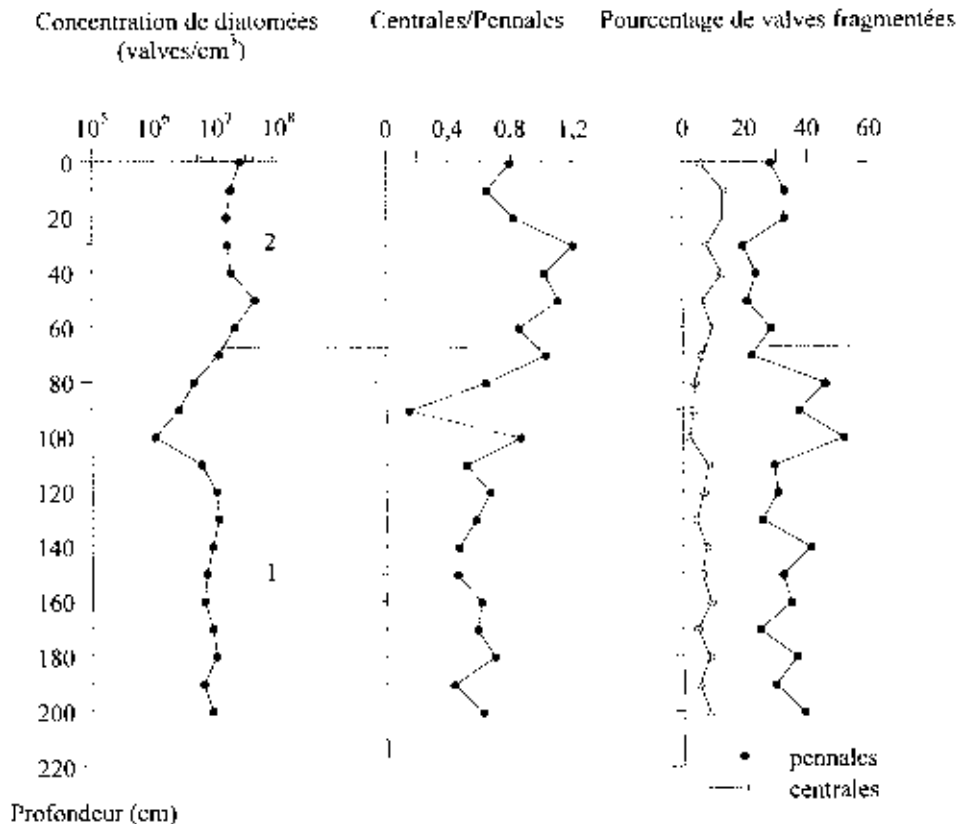 Concentration de diatomées
(valves/cm³)
Centrales/Pennales
Pourcentage de valves fragmentées
10⁵ 10⁶ 10⁷ 10⁸
0 0,4 0,8 1,2
0 20 40 60
0
20
40
60
80
100
120
140
160
180
200
220
2
1
pennales
centrales
Profondeur (cm)